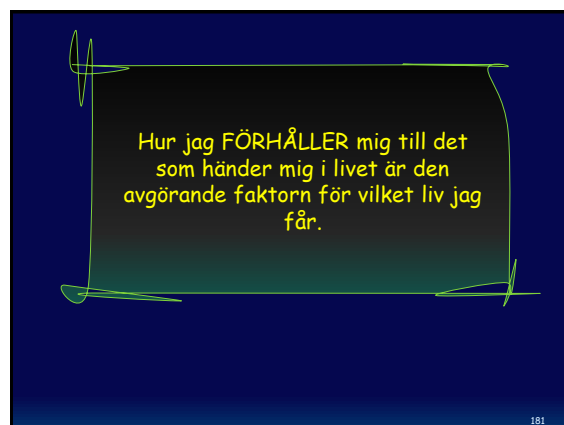 Hur jag FÖRHÅLLER mig till det
som händer mig i livet är den
avgörande faktorn för vilket liv jag
får.
181